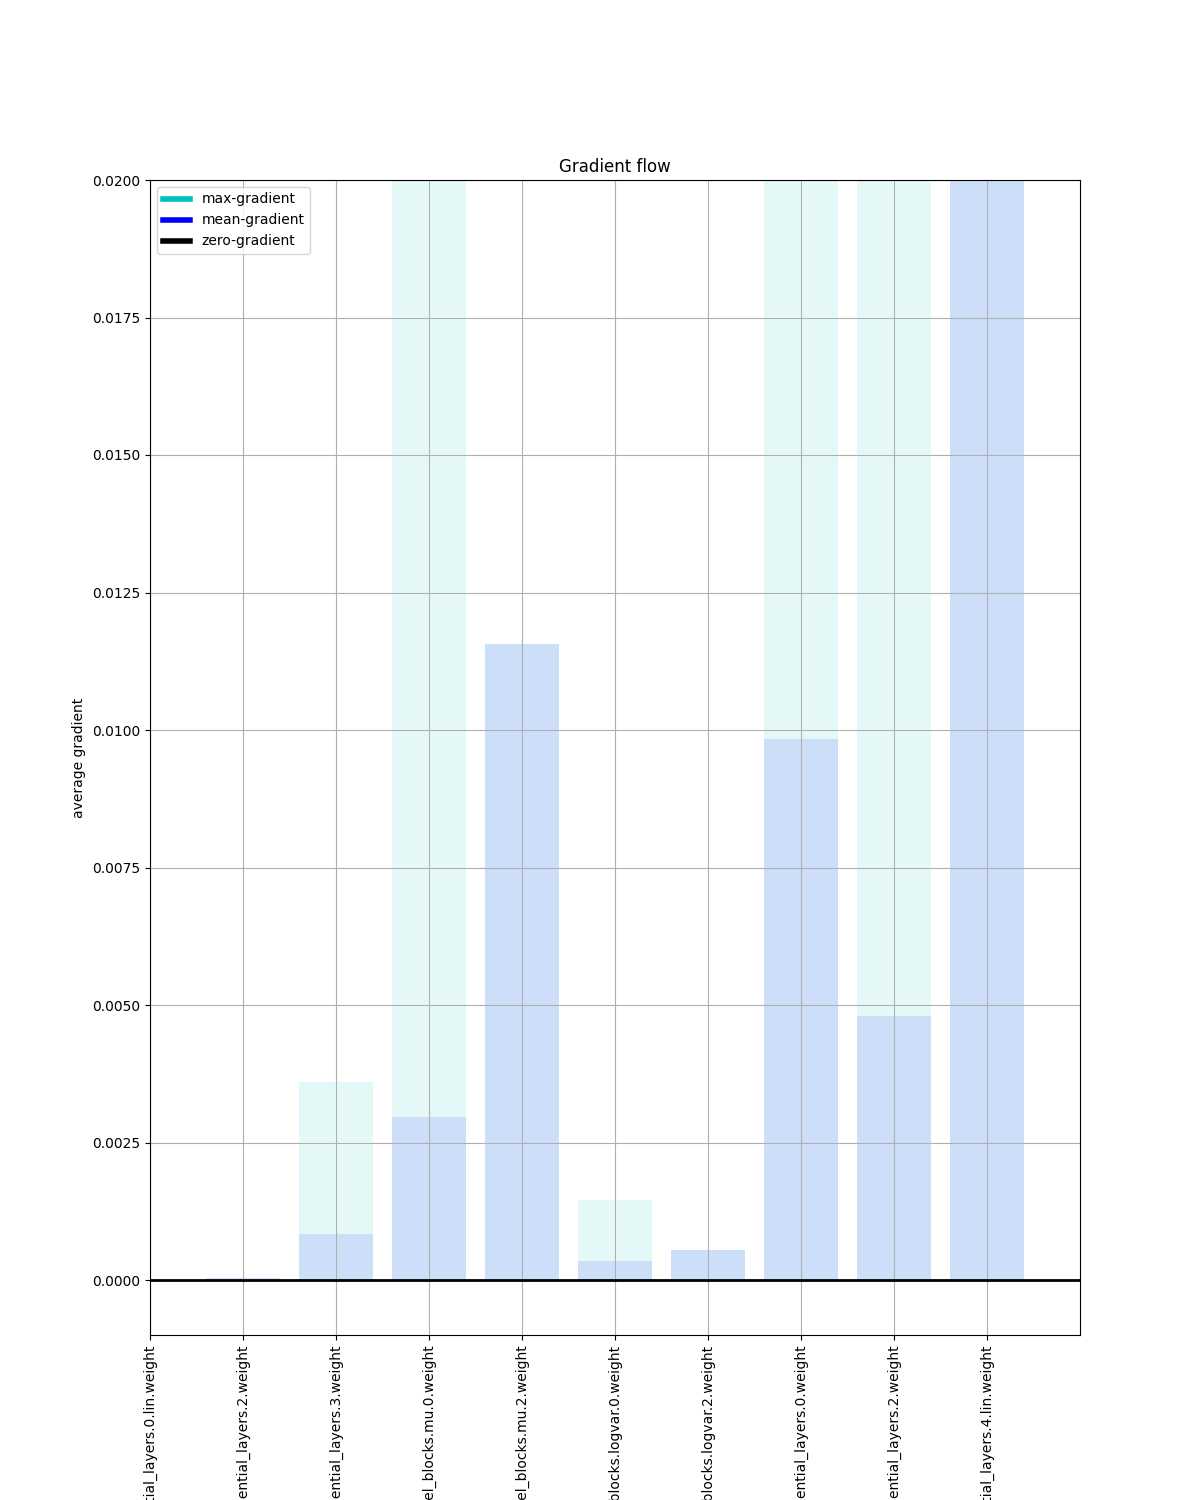 Gradient flow
max-gradient
mean-gradient
zero-gradient
0.0200
0.0175
0.0150
0.0125
0.0100
0.0075
0.0050
0.0025
0.0000
average gradient
tial_layers.0.lin.weight
ential_layers.2.weight
ential_layers.3.weight
el_blocks.mu.0.weight
el_blocks.mu.2.weight
blocks.logvar.0.weight
blocks.logvar.2.weight
ential_layers.0.weight
ential_layers.2.weight
tial_layers.4.lin.weight